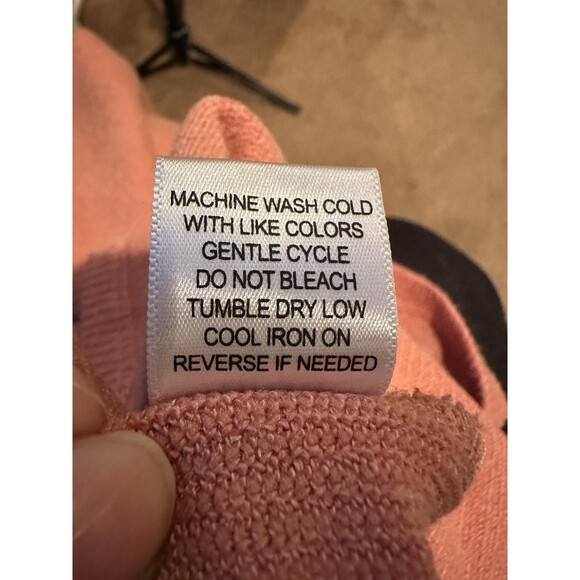 MACHINE WASH COLD
WITH LIKE COLORS
GENTLE CYCLE
DO NOT BLEACH
TUMBLE DRY LOW
COOL IRON ON
REVERSE IF NEEDED